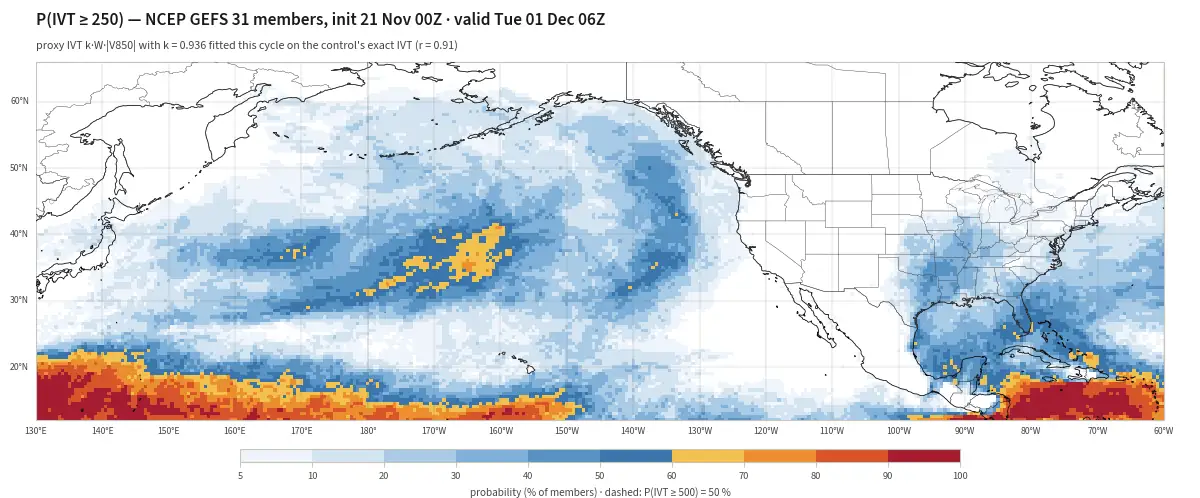 P(IVT ≥ 250) — NCEP GEFS 31 members, init 21 Nov 00Z · valid Tue 01 Dec 06Z
proxy IVT k·W·|V850| with k = 0.936 fitted this cycle on the control's exact IVT (r = 0.91)
60°N
50°N
40°N
30°N
20°N
130°E 140°E 150°E 160°E 170°E 180° 170°W 160°W 150°W 140°W 130°W 120°W 110°W 100°W 90°W 80°W 70°W 60°W
5 10 20 30 40 50 60 70 80 90 100
probability (% of members) · dashed: P(IVT ≥ 500) = 50 %